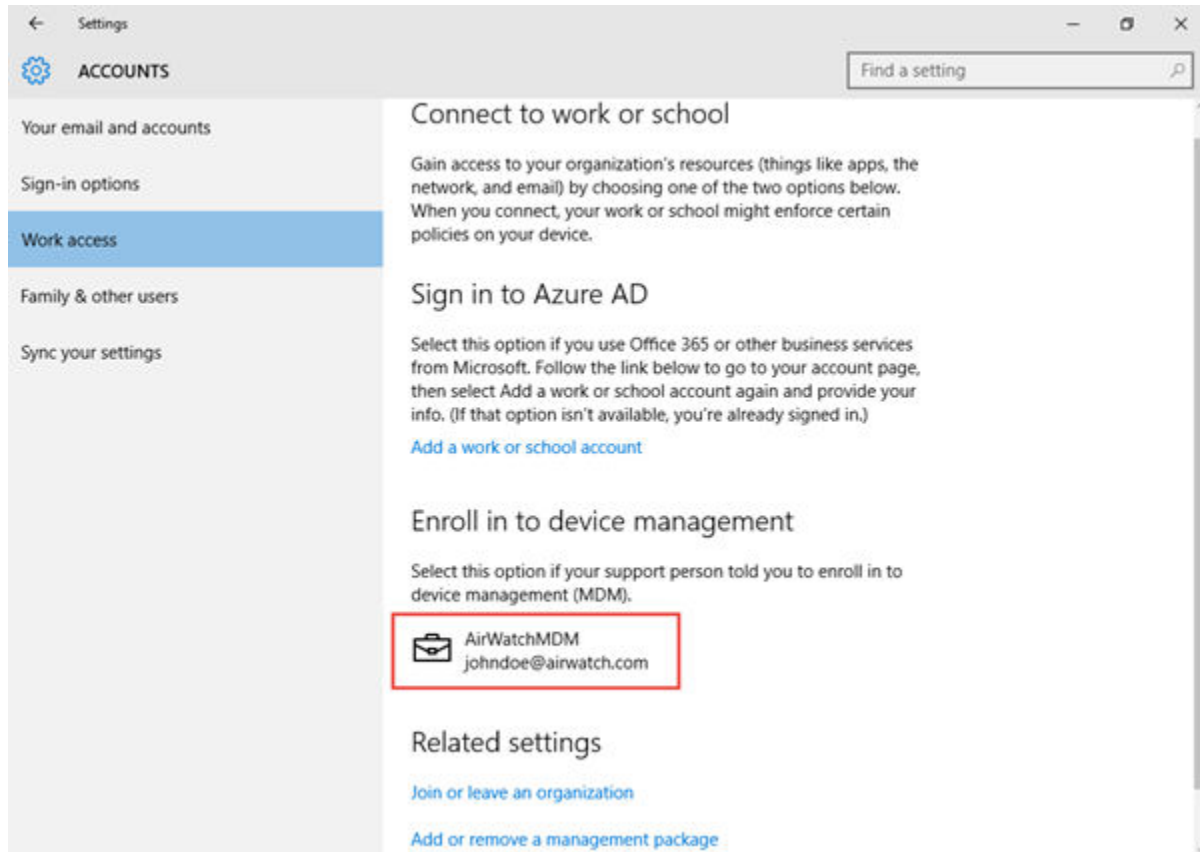 Settings
ACCOUNTS
Find a setting
Your email and accounts
Sign-in options
Work access
Family & other users
Sync your settings
Connect to work or school
Gain access to your organization's resources (things like apps, the
network, and email) by choosing one of the two options below.
When you connect, your work or school might enforce certain
policies on your device.
Sign in to Azure AD
Select this option if you use Office 365 or other business services
from Microsoft. Follow the link below to go to your account page,
then select Add a work or school account again and provide your
info. (If that option isn't available, you're already signed in.)
Add a work or school account
Enroll in to device management
Select this option if your support person told you to enroll in to
device management (MDM).
AirWatchMDM
johndoe@airwatch.com
Related settings
Join or leave an organization
Add or remove a management package